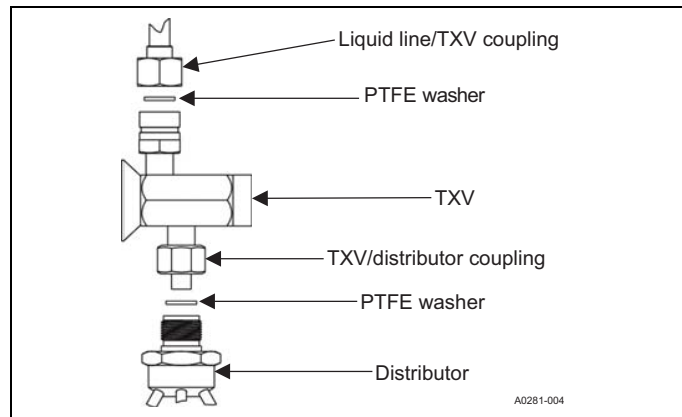 Liquid line/TXV coupling
PTFE washer
TXV
TXV/distributor coupling
PTFE washer
Distributor
A0281-004